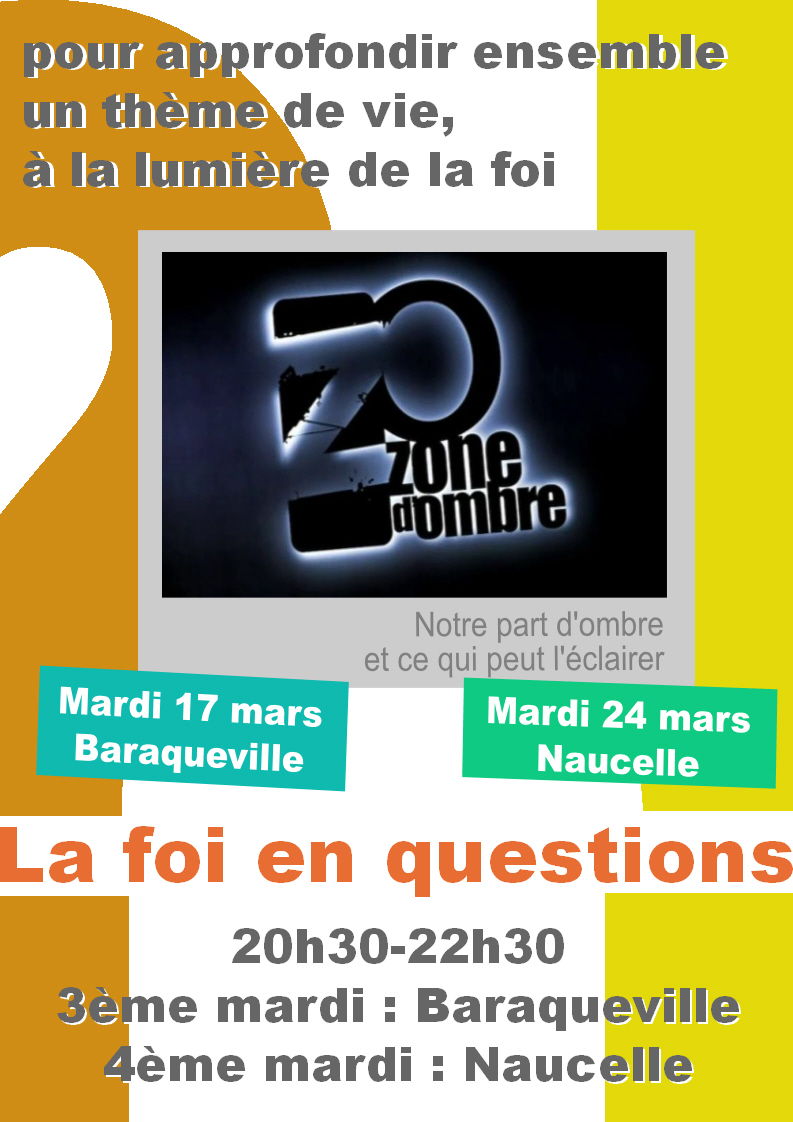 pour approfondir ensemble
un thème de vie,
à la lumière de la foi
ZO
zone
d'ombre
Notre part d'ombre
et ce qui peut l'éclairer
Mardi 17 mars
Baraqueville
Mardi 24 mars
Naucelle
La foi en questions
20h30-22h30
3ème mardi : Baraqueville
4ème mardi : Naucelle